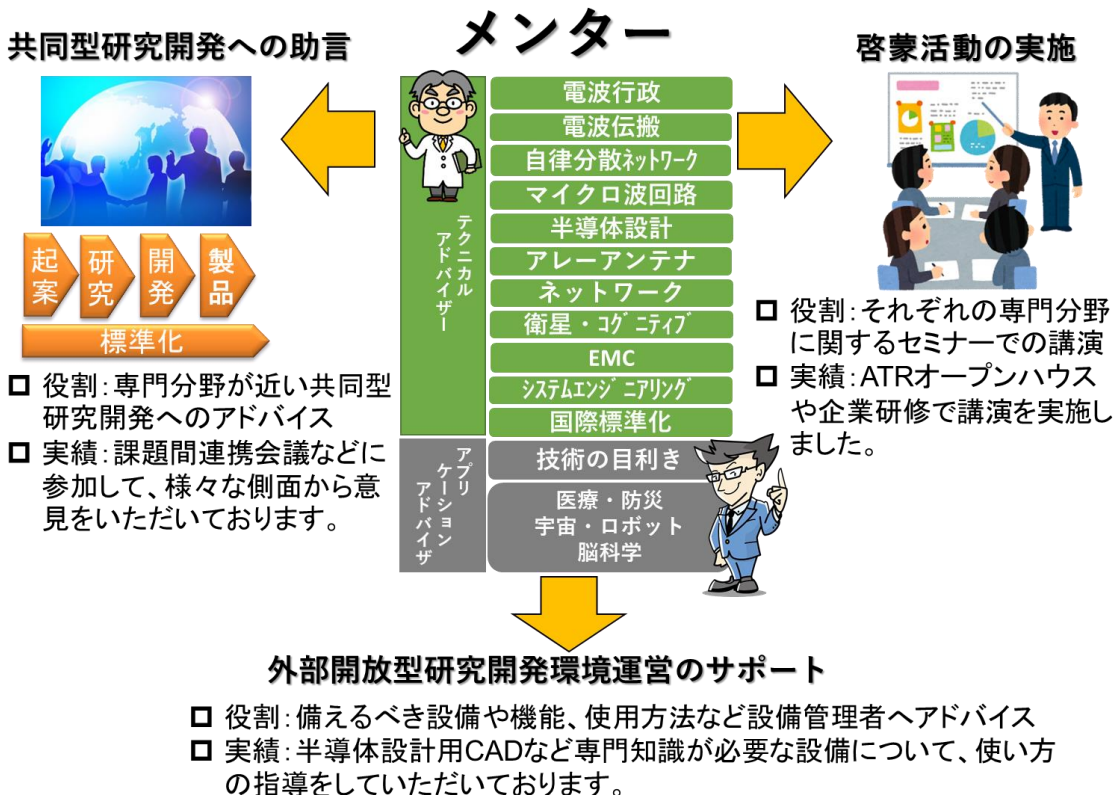 メンター
共同型研究開発への助言
起案
研究
開発
製品
標準化
□ 役割：専門分野が近い共同型
研究開発へのアドバイス
□ 実績：課題間連携会議などに
参加して、様々な側面から意
見をいただいております。
テクニカル
アドバイザー
電波行政
電波伝搬
自律分散ﾈｯﾄﾜｰｸ
マイクロ波回路
半導体設計
アレーアンテナ
ネットワーク
衛星・ｺｸﾞﾆﾃｨﾌﾞ
EMC
ｼｽﾃﾑｴﾝｼﾞﾆｱﾘﾝｸﾞ
国際標準化
アプリ
ケーション
アドバイザ
技術の目利き
医療・防災
宇宙・ロボット
脳科学
啓蒙活動の実施
□ 役割：それぞれの専門分野
に関するセミナーでの講演
□ 実績：ATRオープンハウス
や企業研修で講演を実施し
ました。
外部開放型研究開発環境運営のサポート
□ 役割：備えるべき設備や機能、使用方法など設備管理者へアドバイス
□ 実績：半導体設計用CADなど専門知識が必要な設備について、使い方
の指導をしていただいております。